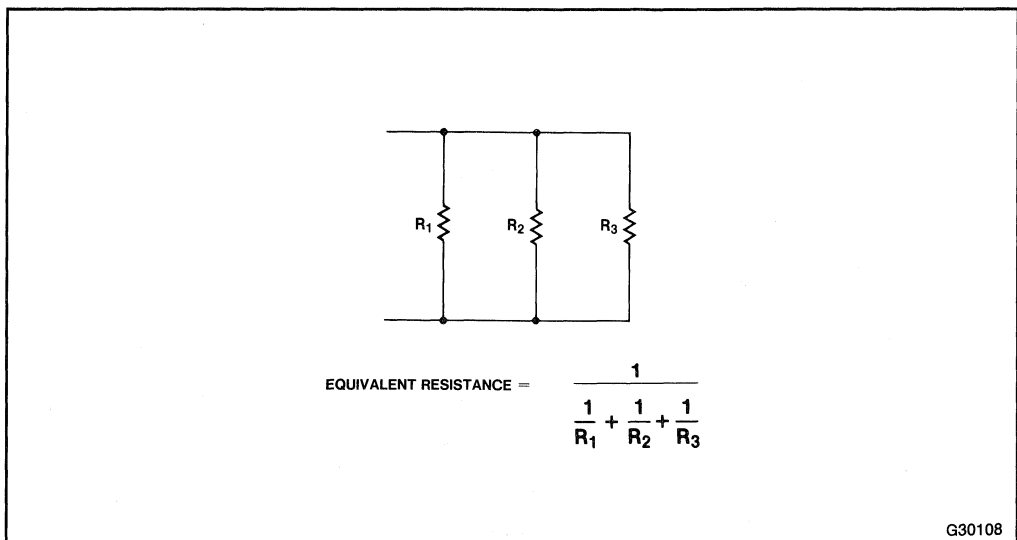 R1
R2
R3
EQUIVALENT RESISTANCE =
1
1 + 1 + 1
R1 R2 R3
G30108